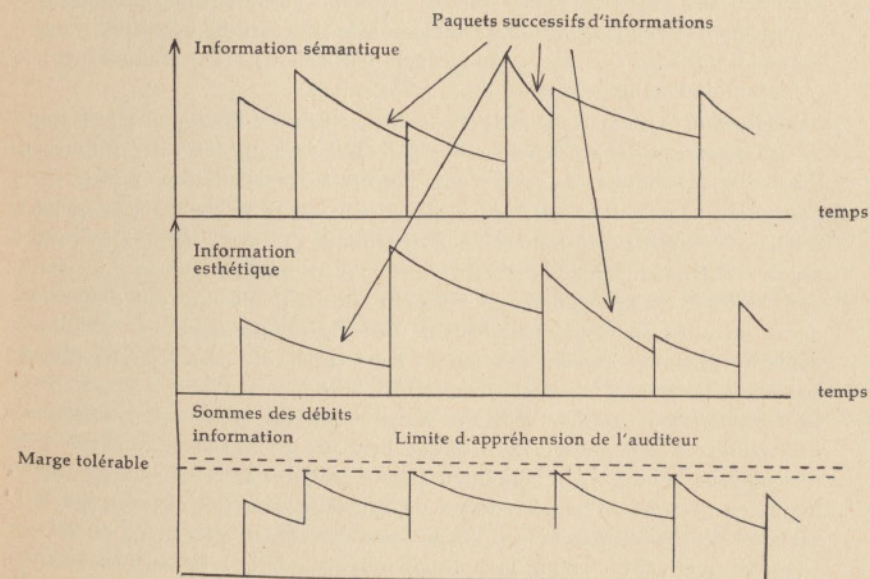 Paquets successifs d'informations
Information sémantique
temps
Information
esthétique
temps
Sommes des débits
information
Limite d-appréhension de l'auditeur
Marge tolérable